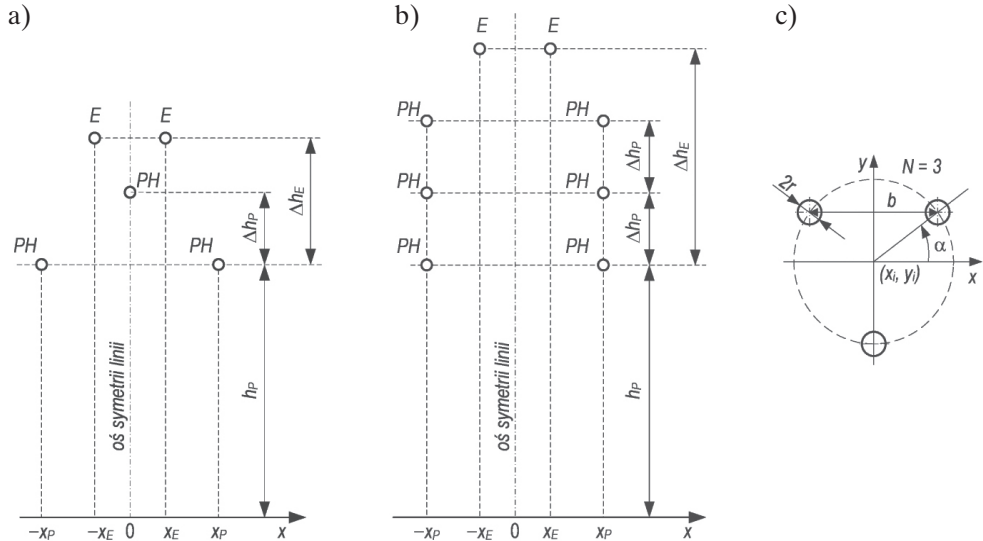 a)
E E
PH
PH PH
Δh_P
Δh_E
h_P
oś symetrii linii
−x_P −x_E 0 x_E x_P x
b)
E E
PH PH
PH PH
PH PH
Δh_P
Δh_P
Δh_E
h_P
oś symetrii linii
−x_P −x_E 0 x_E x_P x
c)
y N = 3
2r b
α
(x_i, y_i) x